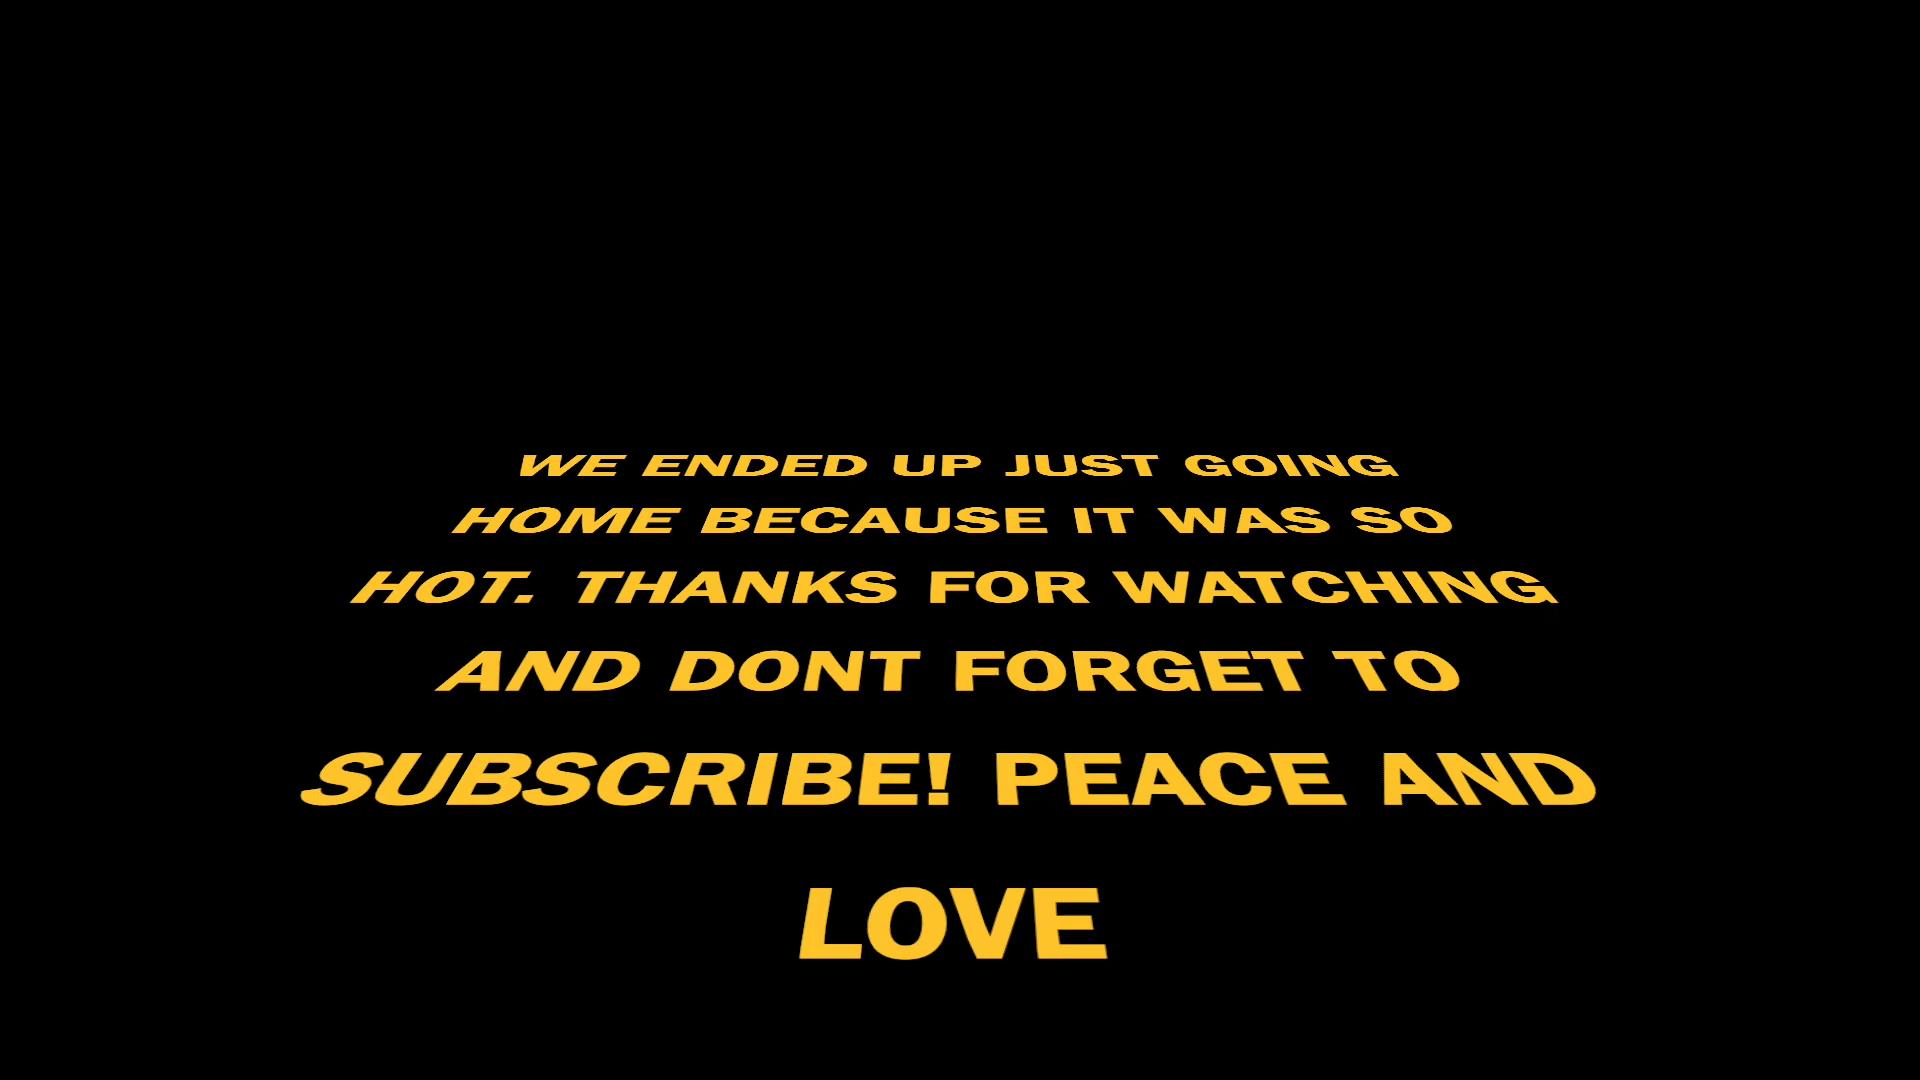 WE ENDED UP JUST GOING
HOME BECAUSE IT WAS SO
HOT. THANKS FOR WATCHING
AND DONT FORGET TO
SUBSCRIBE! PEACE AND
LOVE